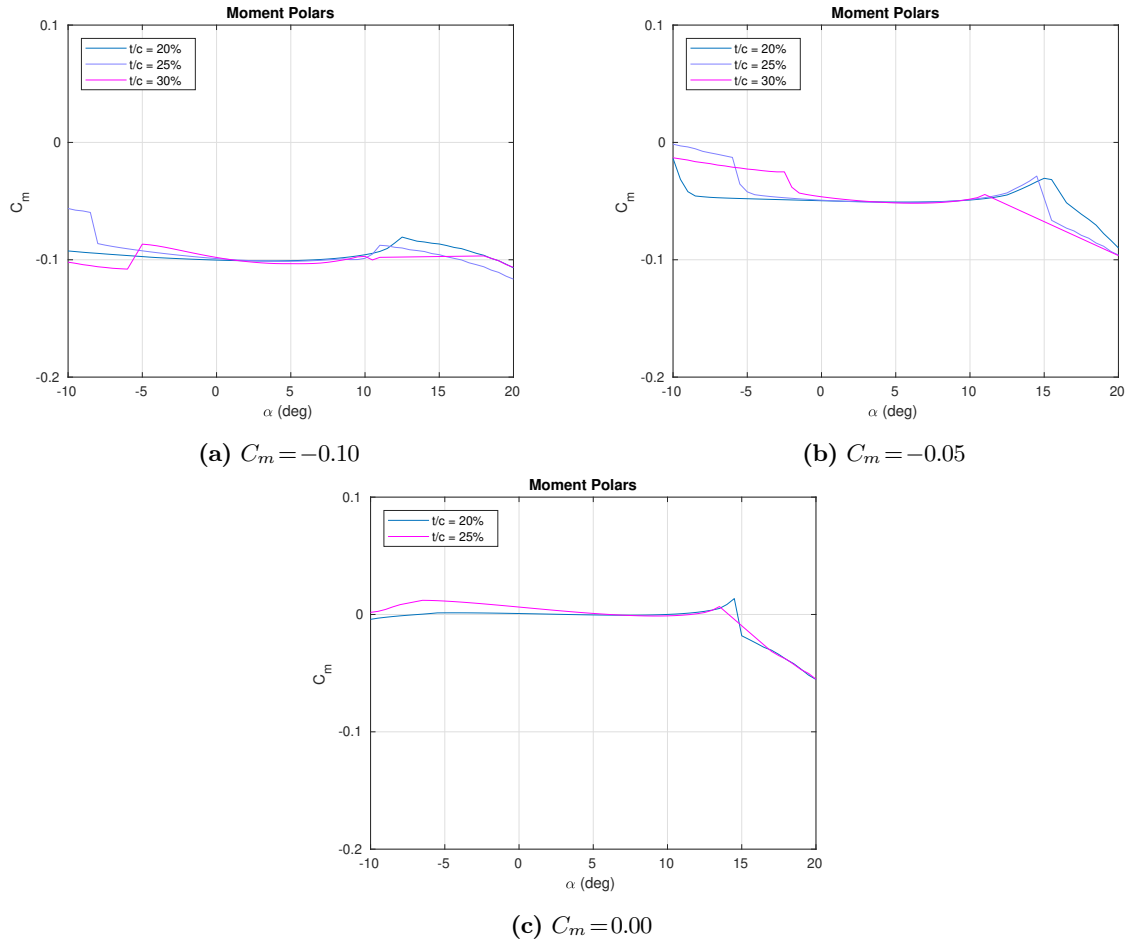 Moment Polars
t/c = 20%
t/c = 25%
t/c = 30%
0.1
0
-0.1
-0.2
C_m
-10 -5 0 5 10 15 20
α (deg)
(a) C_m = −0.10
Moment Polars
t/c = 20%
t/c = 25%
t/c = 30%
0.1
0
-0.1
-0.2
C_m
-10 -5 0 5 10 15 20
α (deg)
(b) C_m = −0.05
Moment Polars
t/c = 20%
t/c = 25%
0.1
0
-0.1
-0.2
C_m
-10 -5 0 5 10 15 20
α (deg)
(c) C_m = 0.00